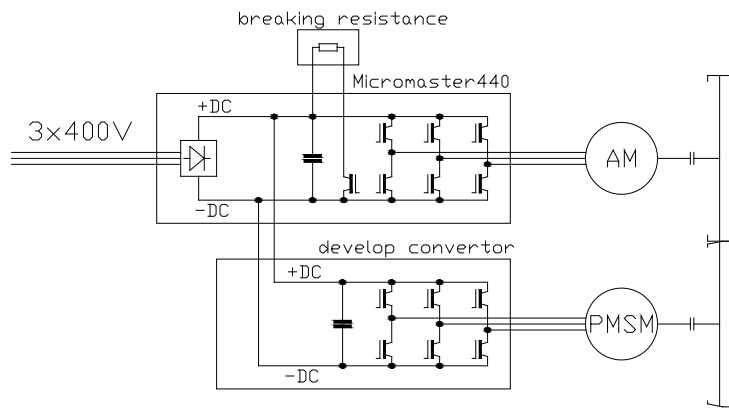 breaking resistance
Micromaster440
+DC
3x400V
AM
-DC
develop convertor
+DC
PMSM
-DC